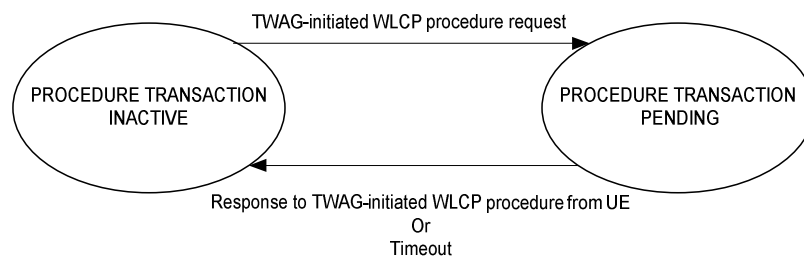 TWAG-initiated WLCP procedure request
PROCEDURE TRANSACTION
INACTIVE
PROCEDURE TRANSACTION
PENDING
Response to TWAG-initiated WLCP procedure from UE
Or
Timeout